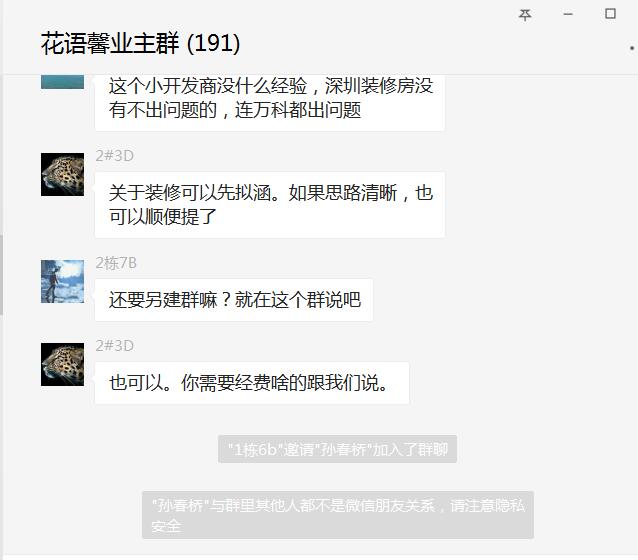 花语馨业主群 (191)
这个小开发商没什么经验，深圳装修房没
有不出问题的，连万科都出问题
2#3D
关于装修可以先拟涵。如果思路清晰，也
可以顺便提了
2栋7B
还要另建群嘛？就在这个群说吧
2#3D
也可以。你需要经费啥的跟我们说。
"1栋6b"邀请"孙春桥"加入了群聊
"孙春桥"与群里其他人都不是微信朋友关系，请注意隐私
安全